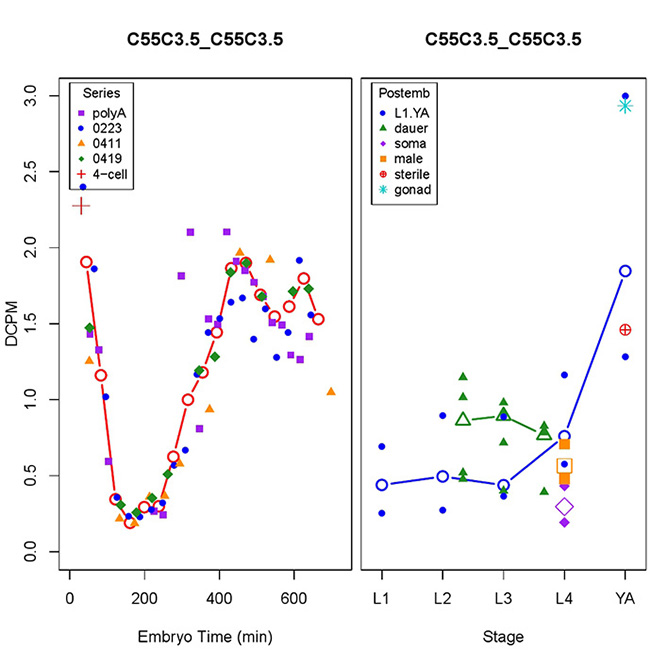 C55C3.5_C55C3.5
C55C3.5_C55C3.5
Series
polyA
0223
0411
0419
4-cell
Postemb
L1.YA
dauer
soma
male
sterile
gonad
DCPM
3.0
2.5
2.0
1.5
1.0
0.5
0.0
0 200 400 600
L1 L2 L3 L4 YA
Embryo Time (min)
Stage